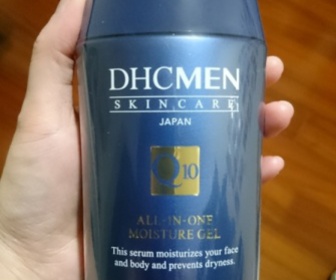 DHCMEN
SKINCARE
JAPAN
Q10
ALL-IN-ONE
MOISTURE GEL
This serum moisturizes your face
and body and prevents dryness.